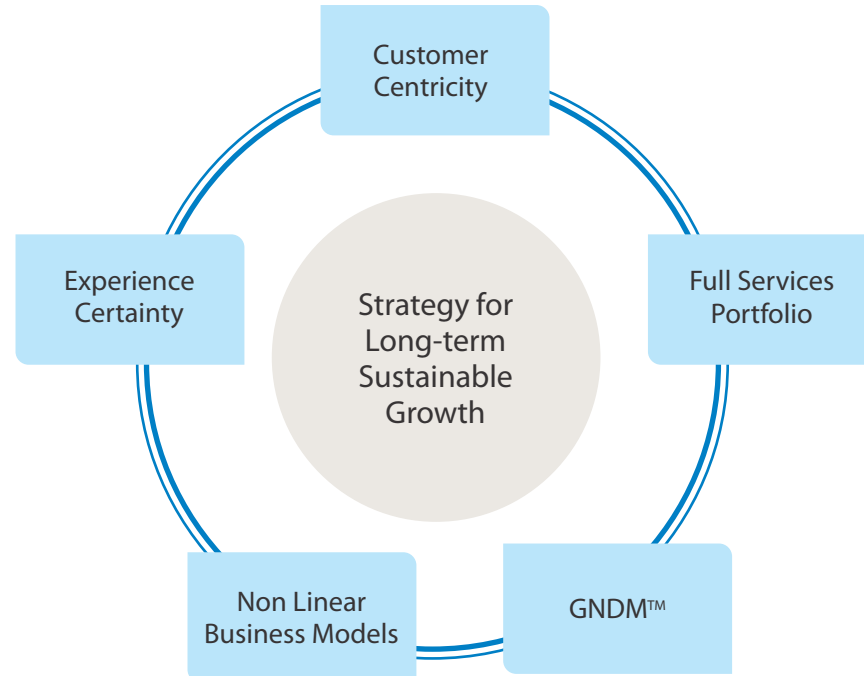 Customer
Centricity
Full Services
Portfolio
GNDM™
Non Linear
Business Models
Experience
Certainty
Strategy for
Long-term
Sustainable
Growth